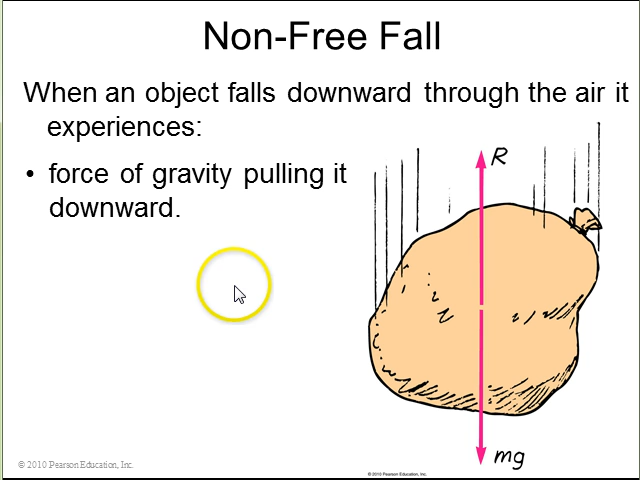 Non-Free Fall
When an object falls downward through the air it
experiences:
• force of gravity pulling it
downward.
R
mg
© 2010 Pearson Education, Inc.
© 2010 Pearson Education, Inc.